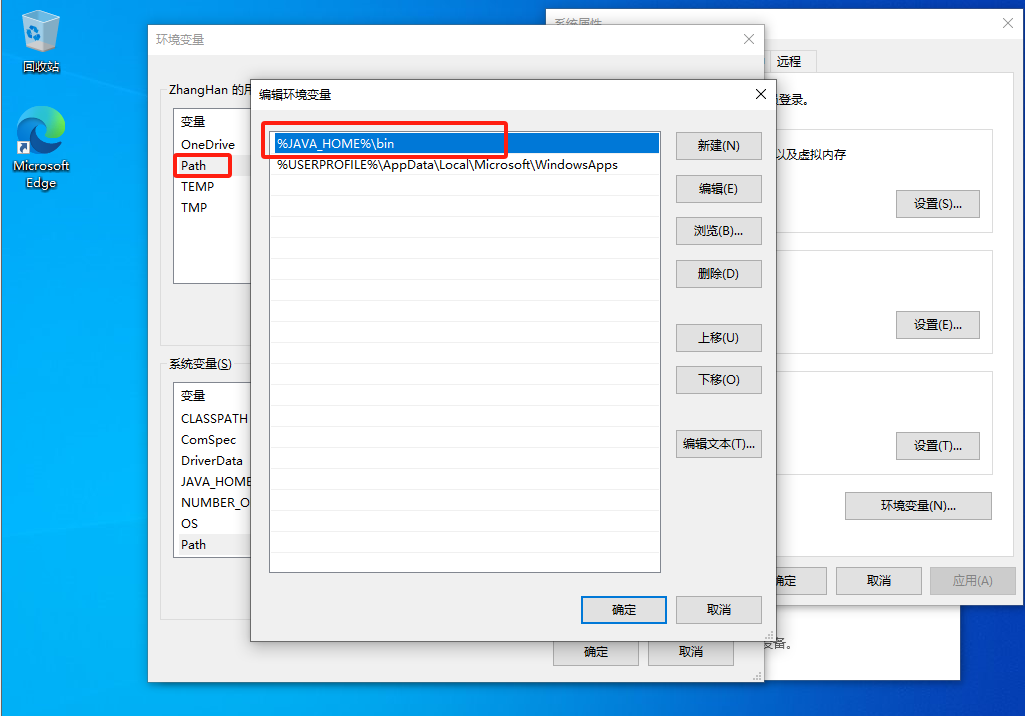 回收站
Microsoft
Edge
系统属性
远程
登录。
以及虚拟内存
设置(S)...
设置(E)...
设置(T)...
环境变量(N)...
确定
取消
应用(A)
环境变量
ZhangHan 的用
变量
OneDrive
Path
TEMP
TMP
系统变量(S)
变量
CLASSPATH
ComSpec
DriverData
JAVA_HOME
NUMBER_O
OS
Path
确定
取消
编辑环境变量
%JAVA_HOME%\bin
%USERPROFILE%\AppData\Local\Microsoft\WindowsApps
新建(N)
编辑(E)
浏览(B)...
删除(D)
上移(U)
下移(O)
编辑文本(T)...
确定
取消
备。